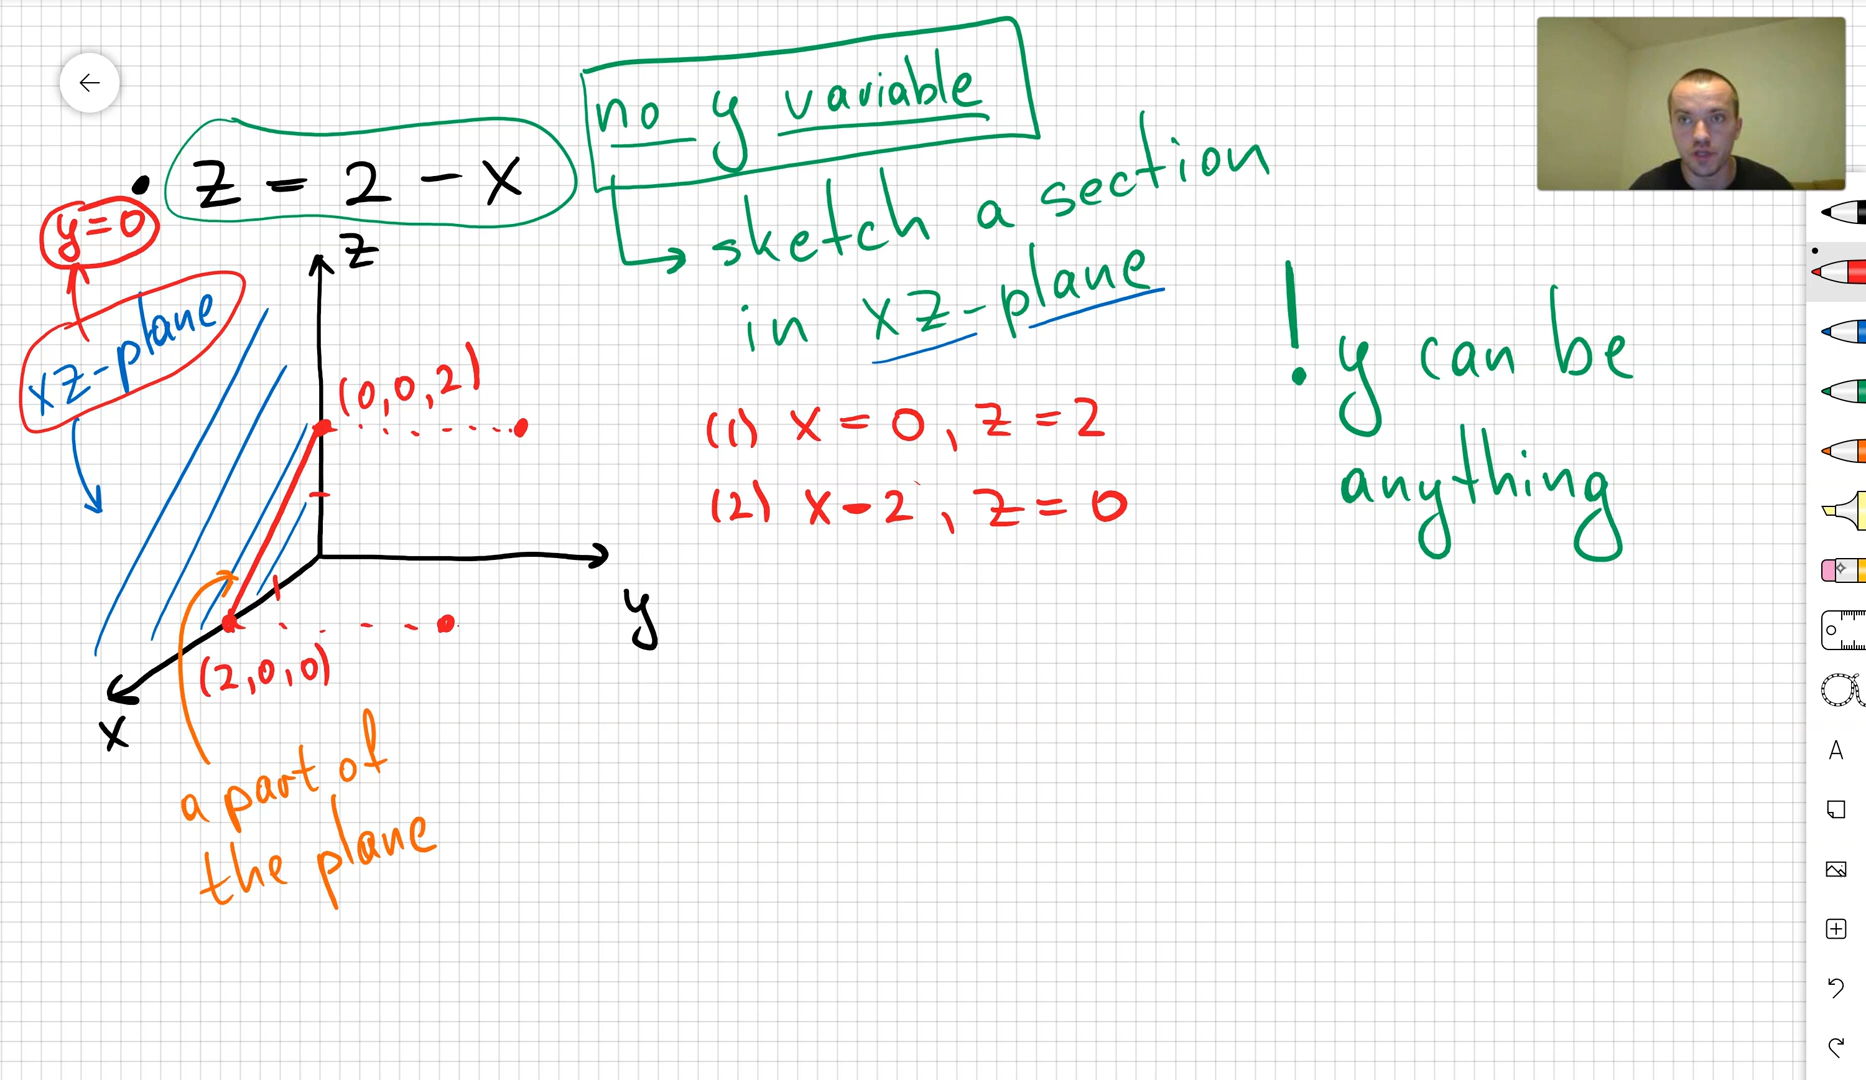 no y variable
z = 2 - x
y=0
sketch a section
in xz-plane
z
xz-plane
! y can be
anything
(0,0,2)
(1) x = 0, z = 2
(2) x - 2, z = 0
y
(2,0,0)
x
a part of
the plane
A